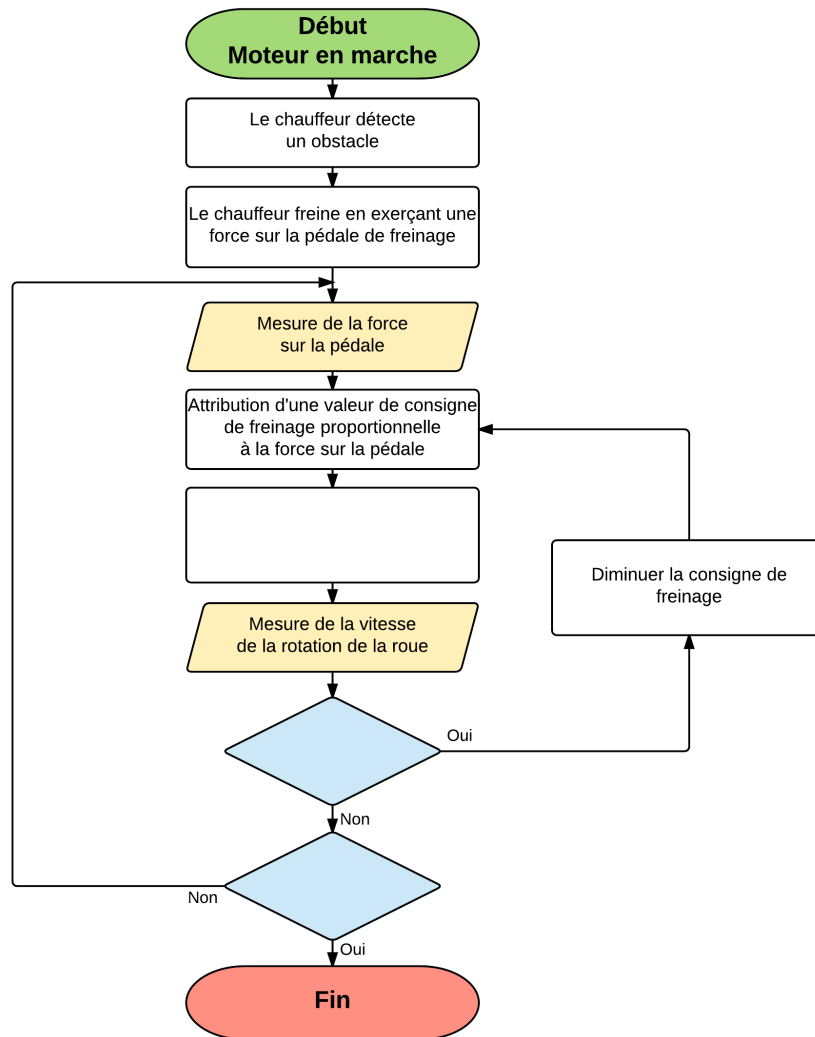 Début
Moteur en marche
Le chauffeur détecte
un obstacle
Le chauffeur freine en exerçant une
force sur la pédale de freinage
Mesure de la force
sur la pédale
Attribution d'une valeur de consigne
de freinage proportionnelle
à la force sur la pédale
Diminuer la consigne de
freinage
Mesure de la vitesse
de la rotation de la roue
Oui
Non
Non
Oui
Fin